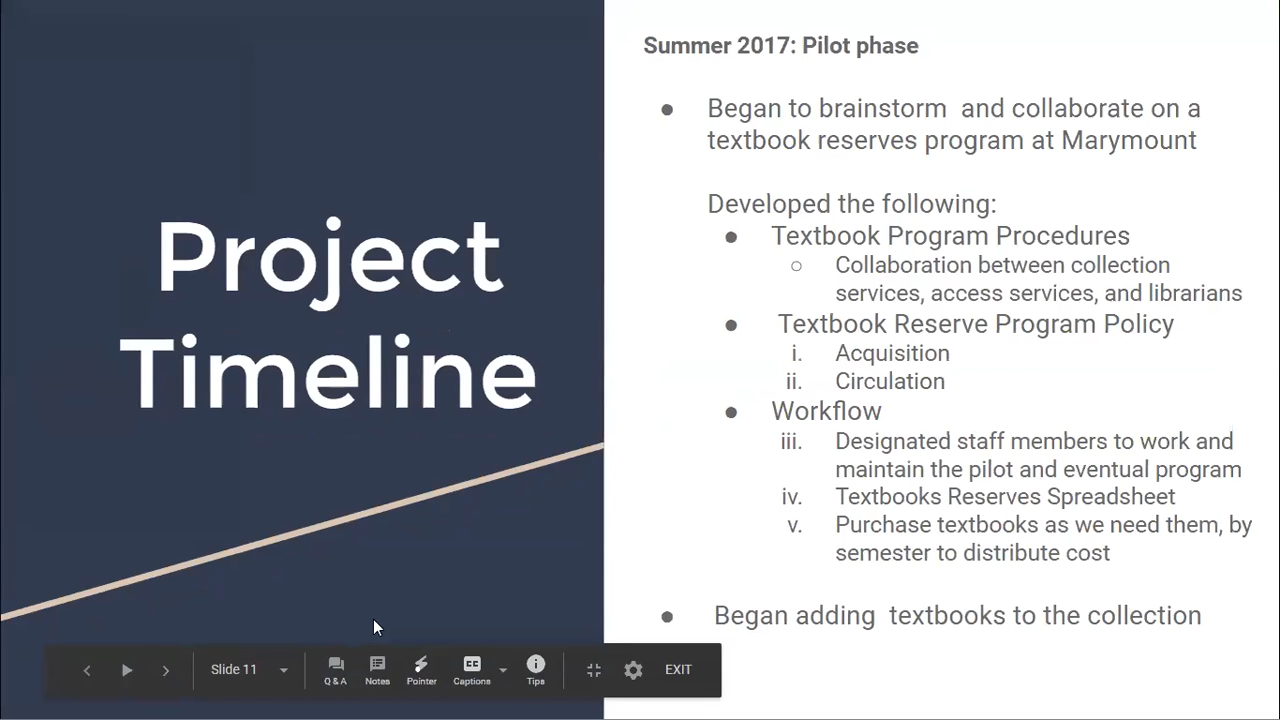 Project
Timeline
Summer 2017: Pilot phase
● Began to brainstorm  and collaborate on a
textbook reserves program at Marymount
Developed the following:
● Textbook Program Procedures
○ Collaboration between collection
services, access services, and librarians
● Textbook Reserve Program Policy
i. Acquisition
ii. Circulation
● Workflow
iii. Designated staff members to work and
maintain the pilot and eventual program
iv. Textbooks Reserves Spreadsheet
v. Purchase textbooks as we need them, by
semester to distribute cost
● Began adding  textbooks to the collection
Slide 11
Q & A
Notes
Pointer
CC
Captions
Tips
EXIT